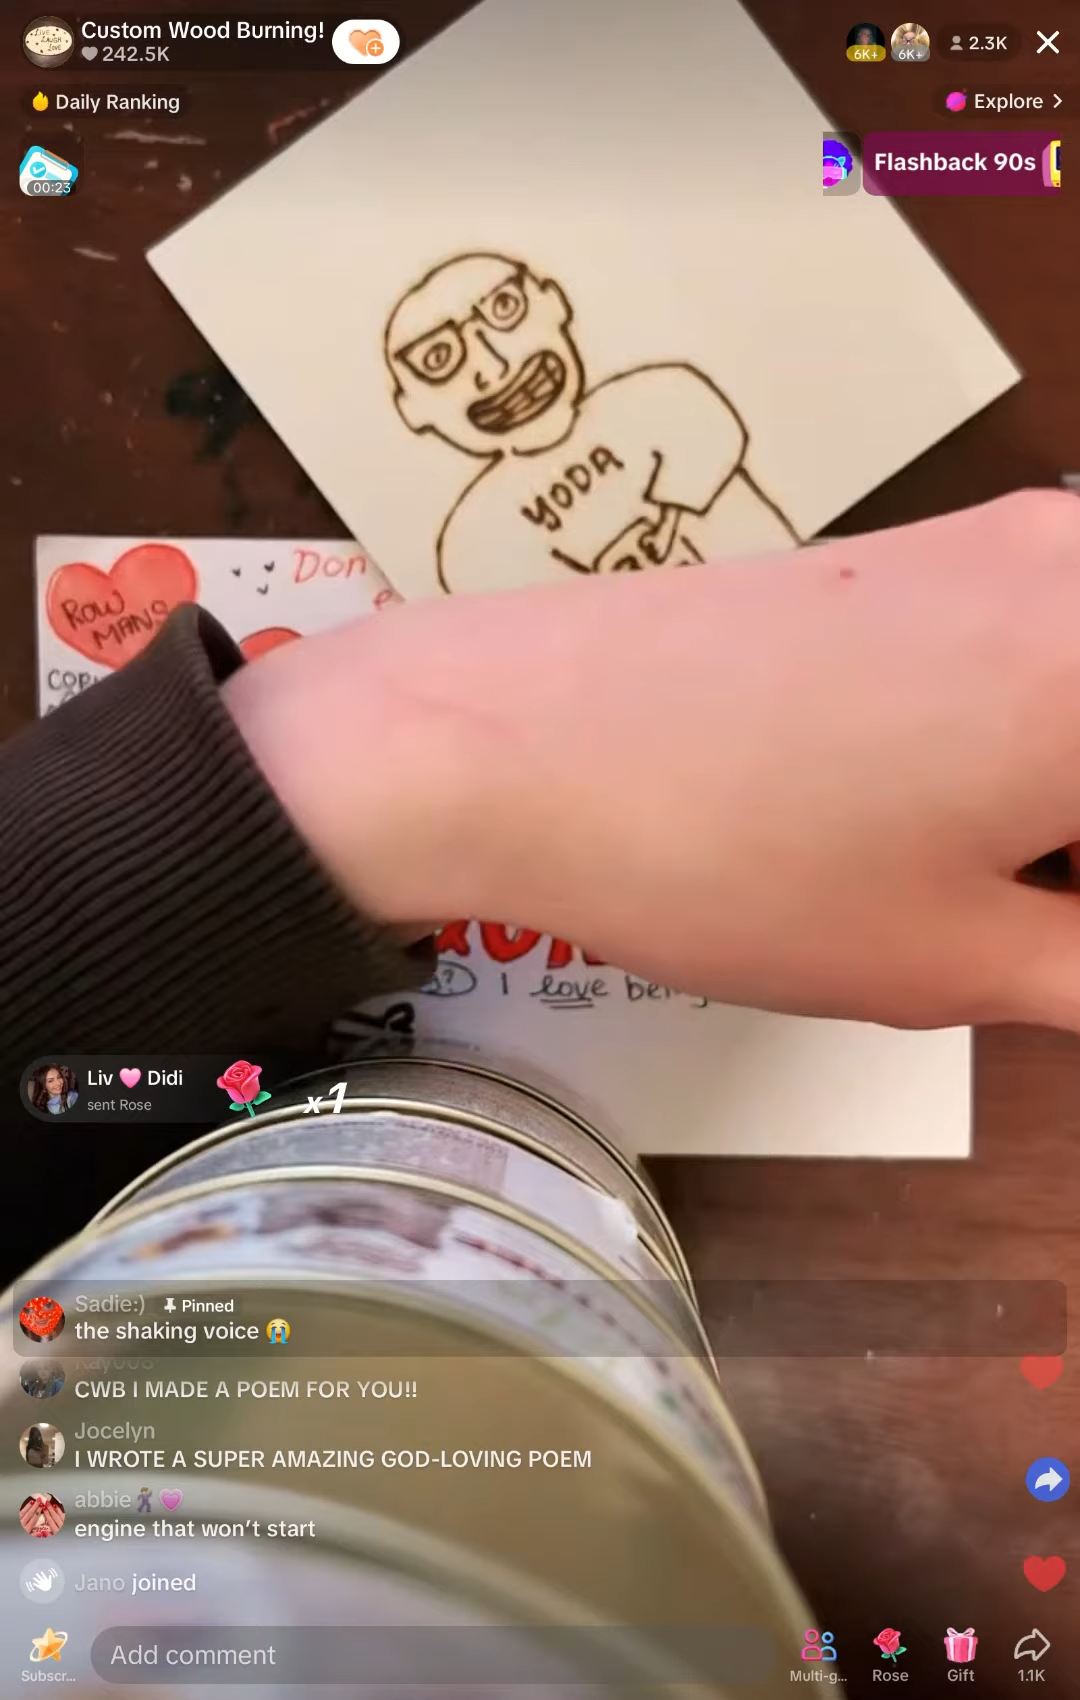 Custom Wood Burning!
242.5K
6K+
6K+
2.3K
Daily Ranking
Explore
00:23
Flashback 90s
YODA
ROW
MANS
Don
I love
Liv Didi
sent Rose
x1
Sadie:) Pinned
the shaking voice 😭
CWB I MADE A POEM FOR YOU!!
Jocelyn
I WROTE A SUPER AMAZING GOD-LOVING POEM
abbie
engine that won't start
Jano joined
Add comment
Subscr...
Multi-g...
Rose
Gift
1.1K